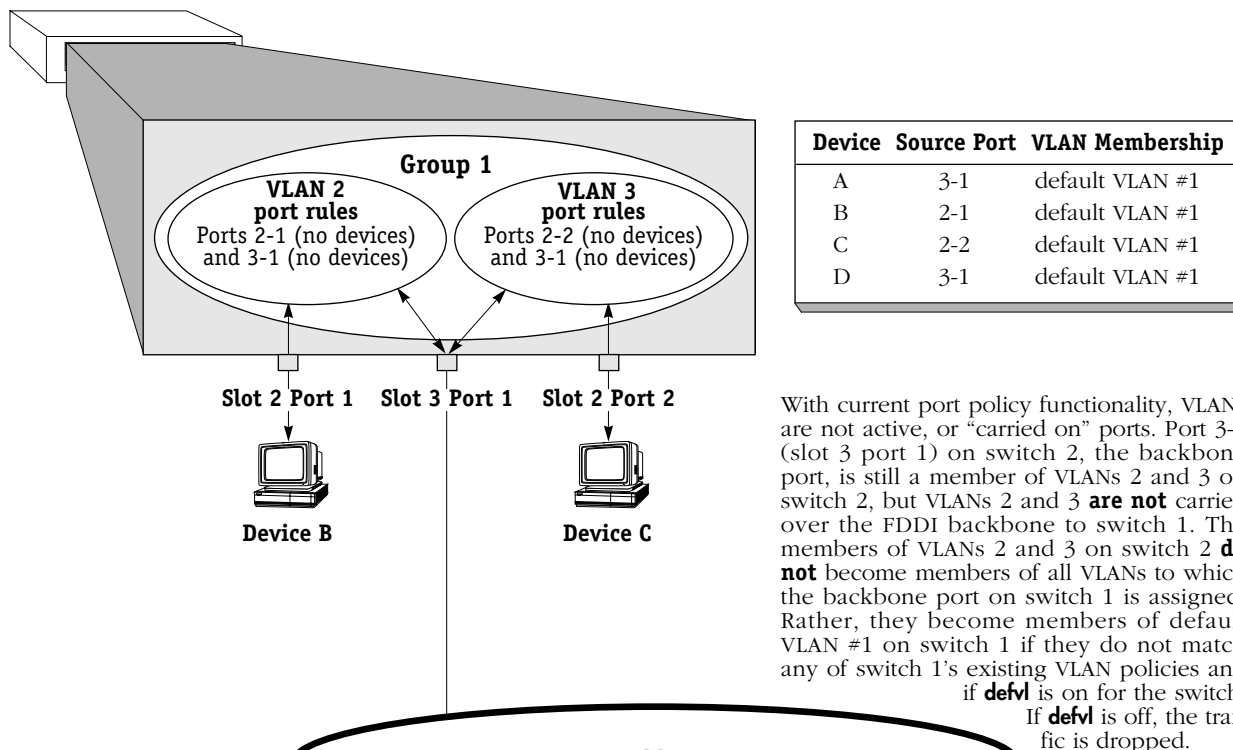 Group 1
VLAN 2
port rules
Ports 2-1 (no devices)
and 3-1 (no devices)
VLAN 3
port rules
Ports 2-2 (no devices)
and 3-1 (no devices)
Slot 2 Port 1
Slot 3 Port 1
Slot 2 Port 2
Device B
Device C
Device Source Port VLAN Membership
A 3-1 default VLAN #1
B 2-1 default VLAN #1
C 2-2 default VLAN #1
D 3-1 default VLAN #1
With current port policy functionality, VLAN
are not active, or “carried on” ports. Port 3-
(slot 3 port 1) on switch 2, the backbon
port, is still a member of VLANs 2 and 3 o
switch 2, but VLANs 2 and 3 are not carrie
over the FDDI backbone to switch 1. Th
members of VLANs 2 and 3 on switch 2 d
not become members of all VLANs to whic
the backbone port on switch 1 is assigned
Rather, they become members of defau
VLAN #1 on switch 1 if they do not matc
any of switch 1's existing VLAN policies an
if defvl is on for the switch
If defvl is off, the traf
fic is dropped.